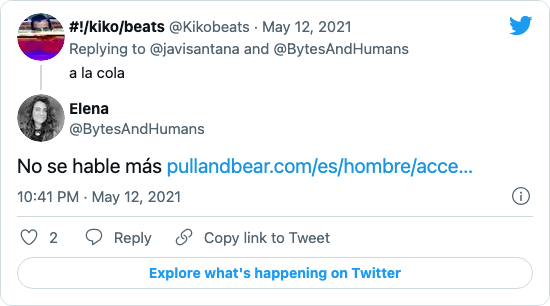 #!/kiko/beats @Kikobeats · May 12, 2021
Replying to @javisantana and @BytesAndHumans
a la cola
Elena
@BytesAndHumans
No se hable más pullandbear.com/es/hombre/acce...
10:41 PM · May 12, 2021
2 Reply Copy link to Tweet
Explore what's happening on Twitter